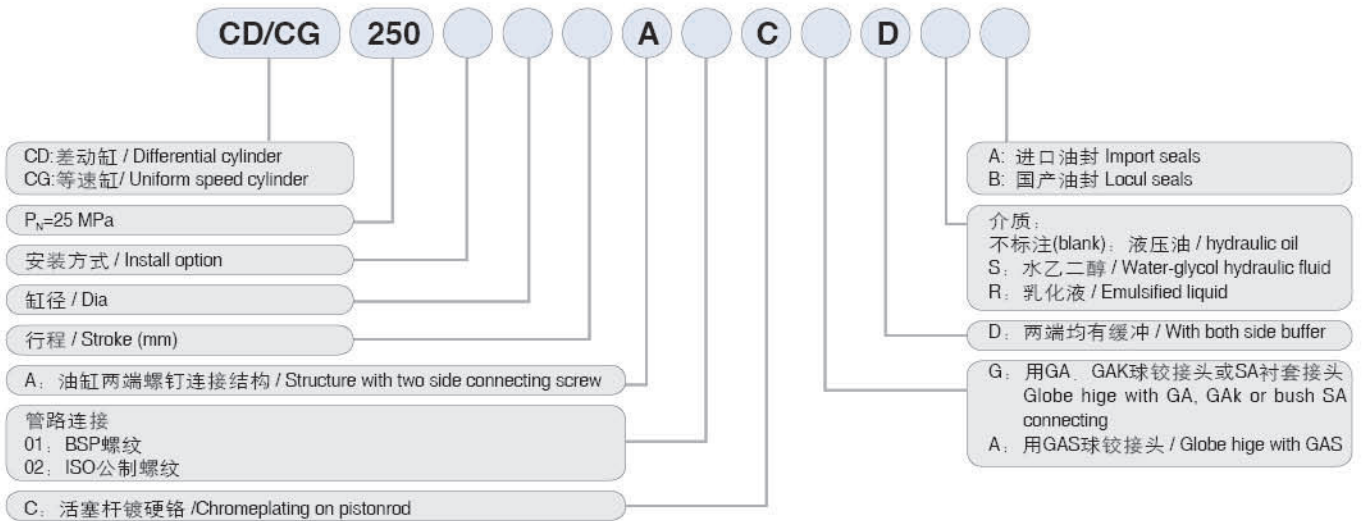 CD/CG 250 A C D
CD:差动缸 / Differential cylinder
CG:等速缸/ Uniform speed cylinder
PN=25 MPa
安装方式 / Install option
缸径 / Dia
行程 / Stroke (mm)
A：油缸两端螺钉连接结构 / Structure with two side connecting screw
管路连接
01：BSP螺纹
02：ISO公制螺纹
C：活塞杆镀硬铬 /Chromeplating on pistonrod
A: 进口油封 Import seals
B: 国产油封 Locul seals
介质：
不标注(blank)：液压油 / hydraulic oil
S：水乙二醇 / Water-glycol hydraulic fluid
R：乳化液 / Emulsified liquid
D：两端均有缓冲 / With both side buffer
G：用GA、GAK球铰接头或SA衬套接头
Globe hige with GA, GAk or bush SA
connecting
A：用GAS球铰接头 / Globe hige with GAS